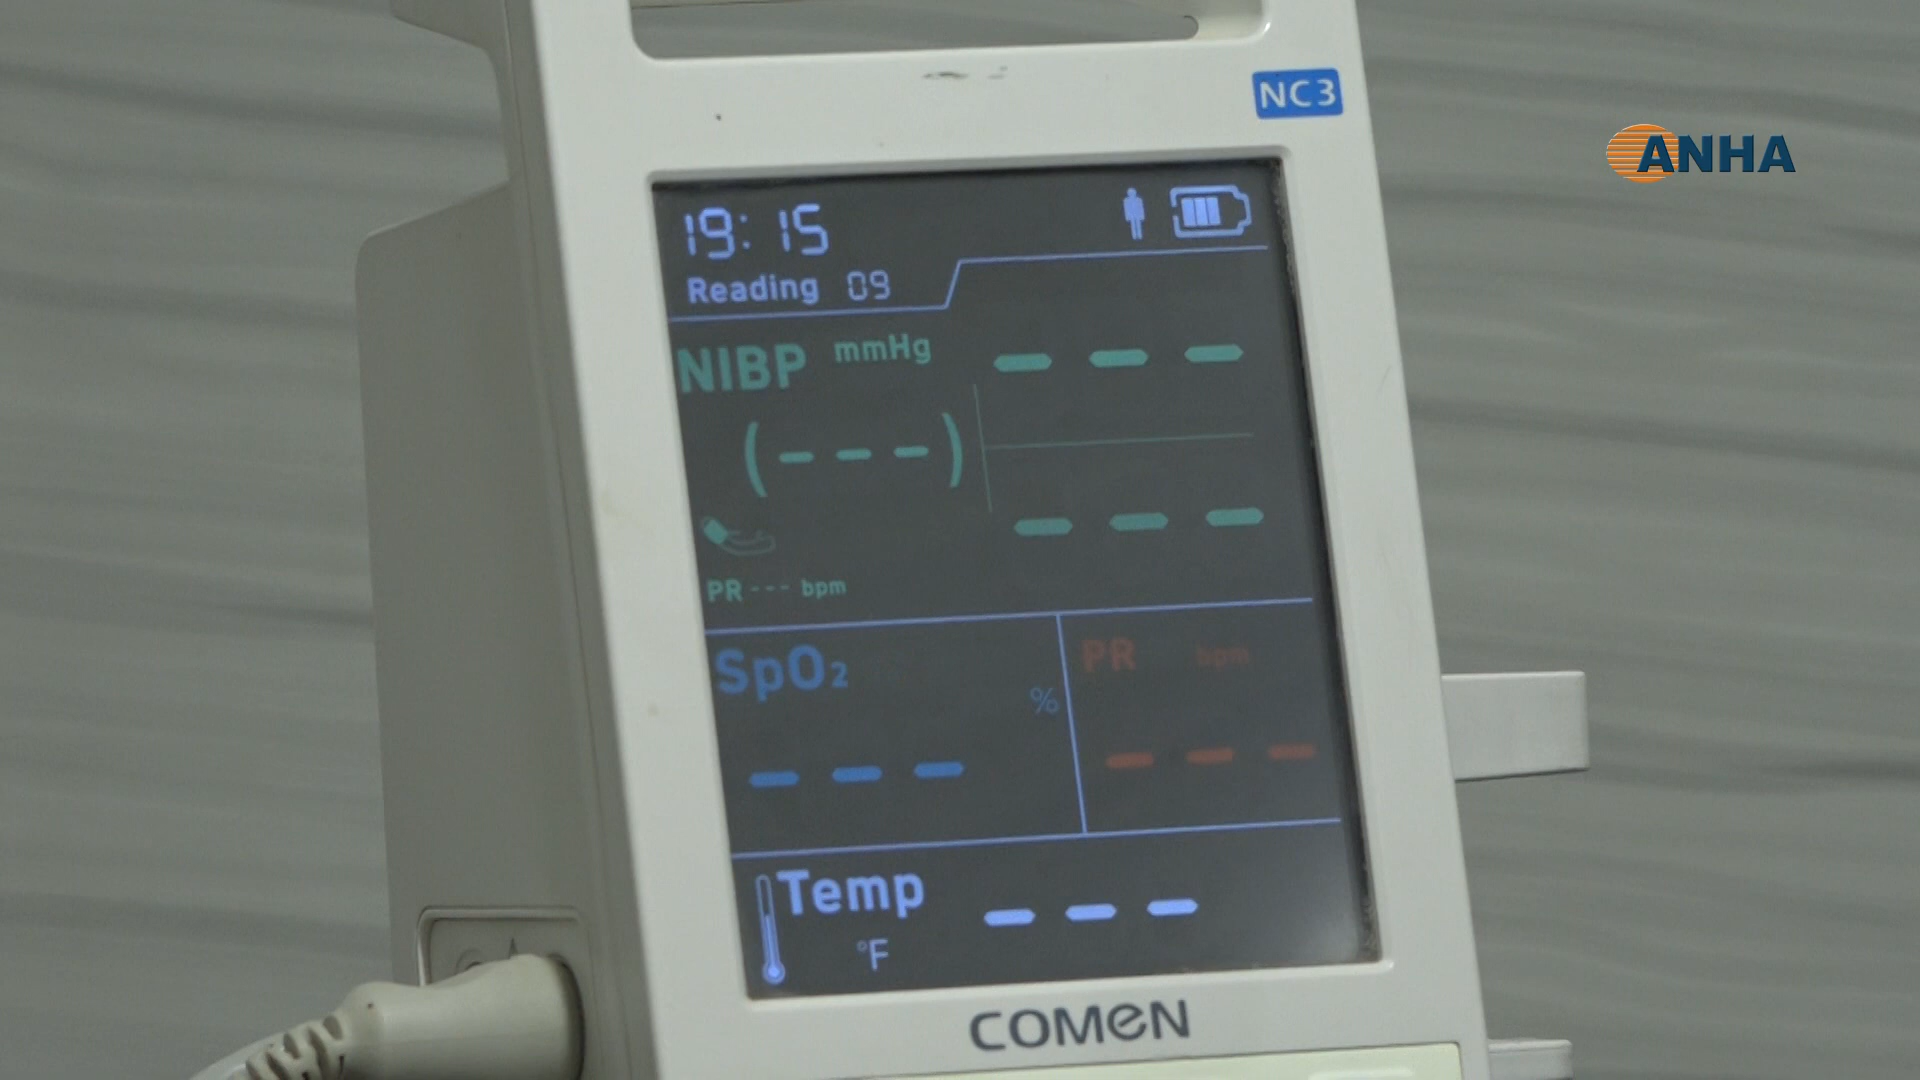 NC3
ANHA
19:15
Reading 09
NIBP mmHg - - -
(- - -)
- - -
PR --- bpm
SpO2 %
- - -
PR bpm
- - -
Temp - - -
°F
COMEN